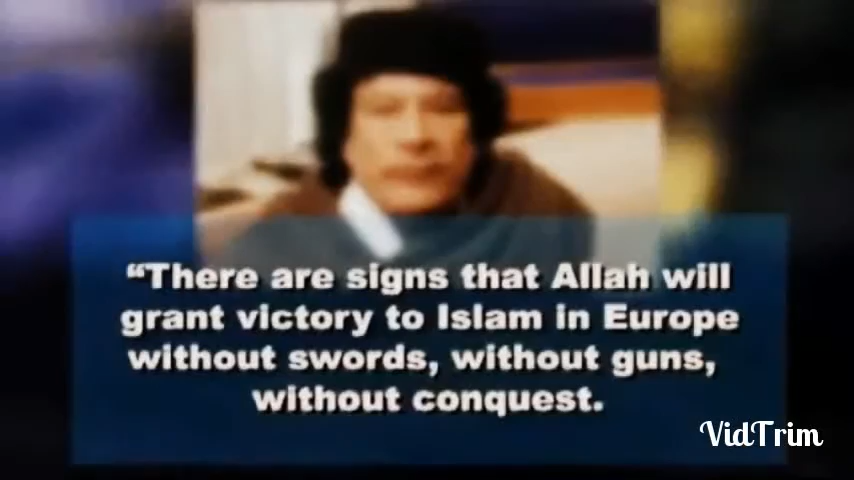 “There are signs that Allah will
grant victory to Islam in Europe
without swords, without guns,
without conquest.
VidTrim